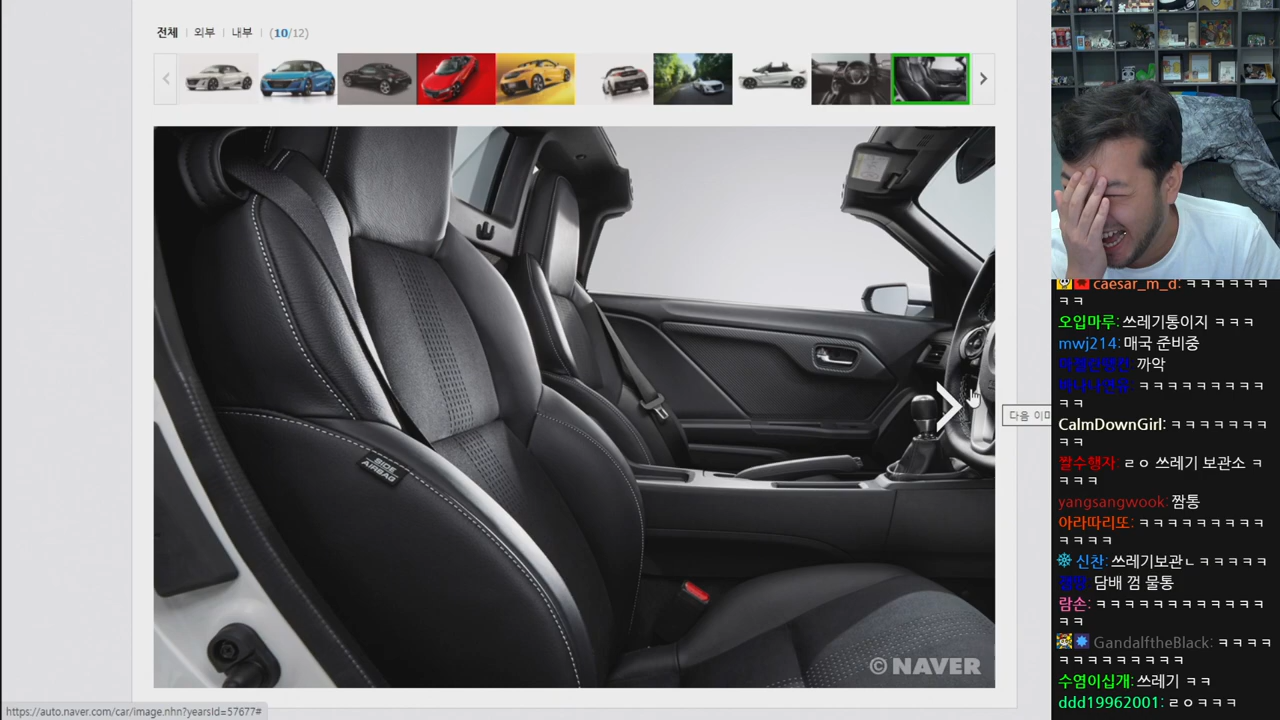 전체 | 외부 | 내부 | (10/12)
SIDE
AIRBAG
다음 이미
© NAVER
https://auto.naver.com/car/image.nhn?yearsId=57677#
caesar_m_d: ㅋㅋㅋㅋㅋㅋ
ㅋㅋ
오입마루: 쓰레기통이지 ㅋㅋㅋ
mwj214: 매국 준비중
까악
ㅋㅋㅋㅋㅋㅋㅋㅋㅋ
ㅋㅋ
CalmDownGirl: ㅋㅋㅋㅋㅋㅋㅋ
ㅋㅋ
짤수행자: ㄹㅇ 쓰레기 보관소 ㅋ
ㅋㅋㅋ
yangsangwook: 짬통
아라따리또: ㅋㅋㅋㅋㅋㅋㅋㅋㅋ
ㅋㅋㅋㅋ
신찬: 쓰레기보관ㄴ ㅋㅋㅋㅋㅋ
담배 껌 물통
람손: ㅋㅋㅋㅋㅋㅋㅋㅋㅋㅋㅋㅋ
ㅋㅋ
GandalftheBlack: ㅋㅋㅋㅋ
ㅋㅋㅋㅋㅋㅋㅋㅋㅋ
수염이십개: 쓰레기 ㅋㅋ
ddd19962001: ㄹㅇㅋㅋㅋ